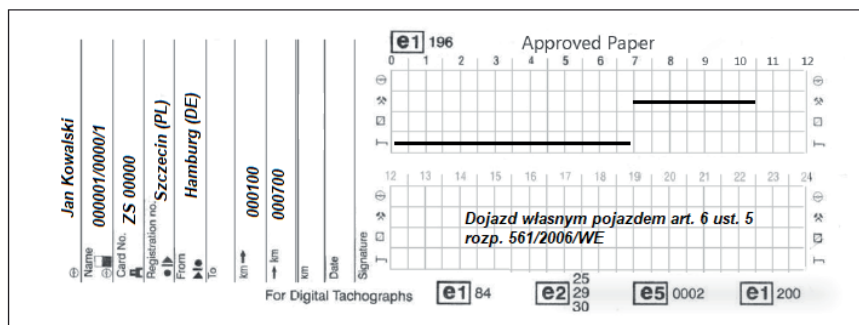 e1 196 Approved Paper
0 1 2 3 4 5 6 7 8 9 10 11 12
12 13 14 15 16 17 18 19 20 21 22 23 24
Dojazd własnym pojazdem art. 6 ust. 5
rozp. 561/2006/WE
Jan Kowalski
Name
000001/0000/1
Card No.
ZS 00000
Registration no.
Szczecin (PL)
From
Hamburg (DE)
To
000100
km
000700
km
km
Date
Signature
For Digital Tachographs e1 84 e2 25 29 30 e5 0002 e1 200